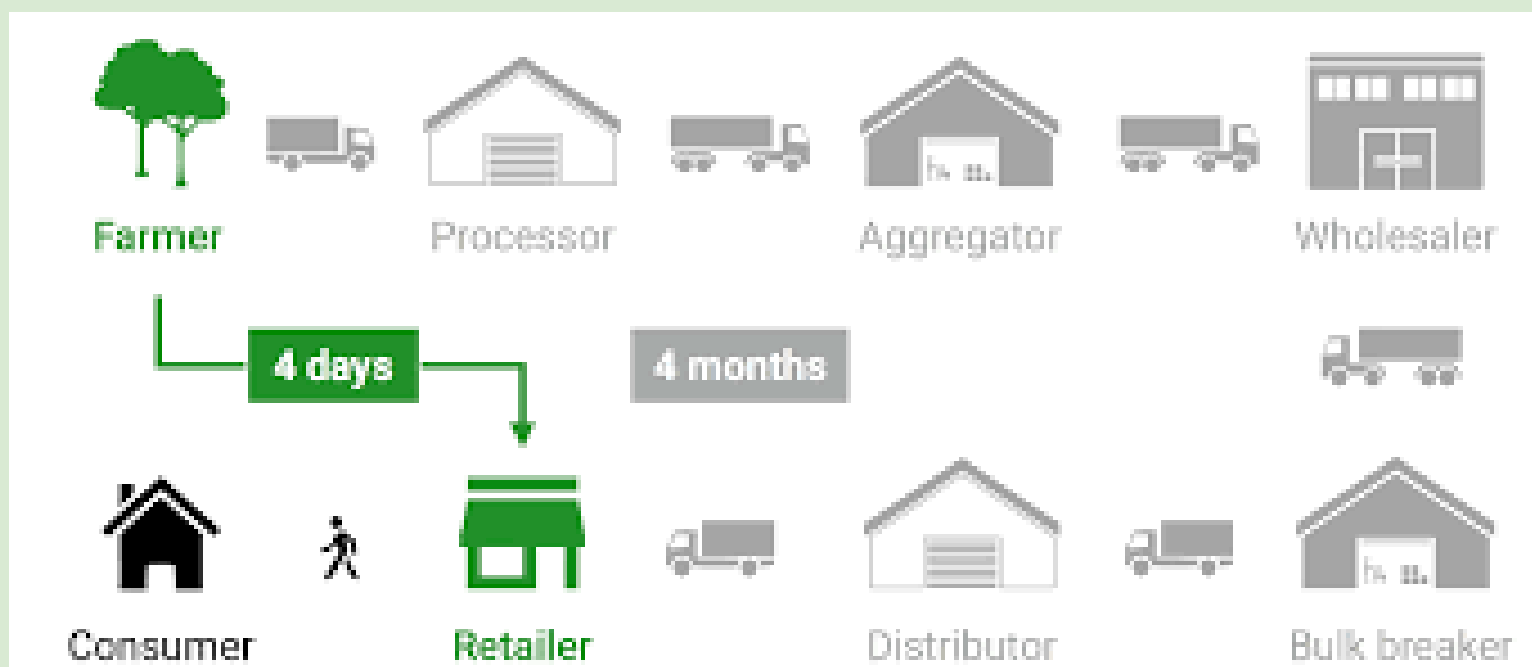 Farmer
Processor
Aggregator
Wholesaler
4 days
4 months
Consumer
Retailer
Distributor
Bulk breaker